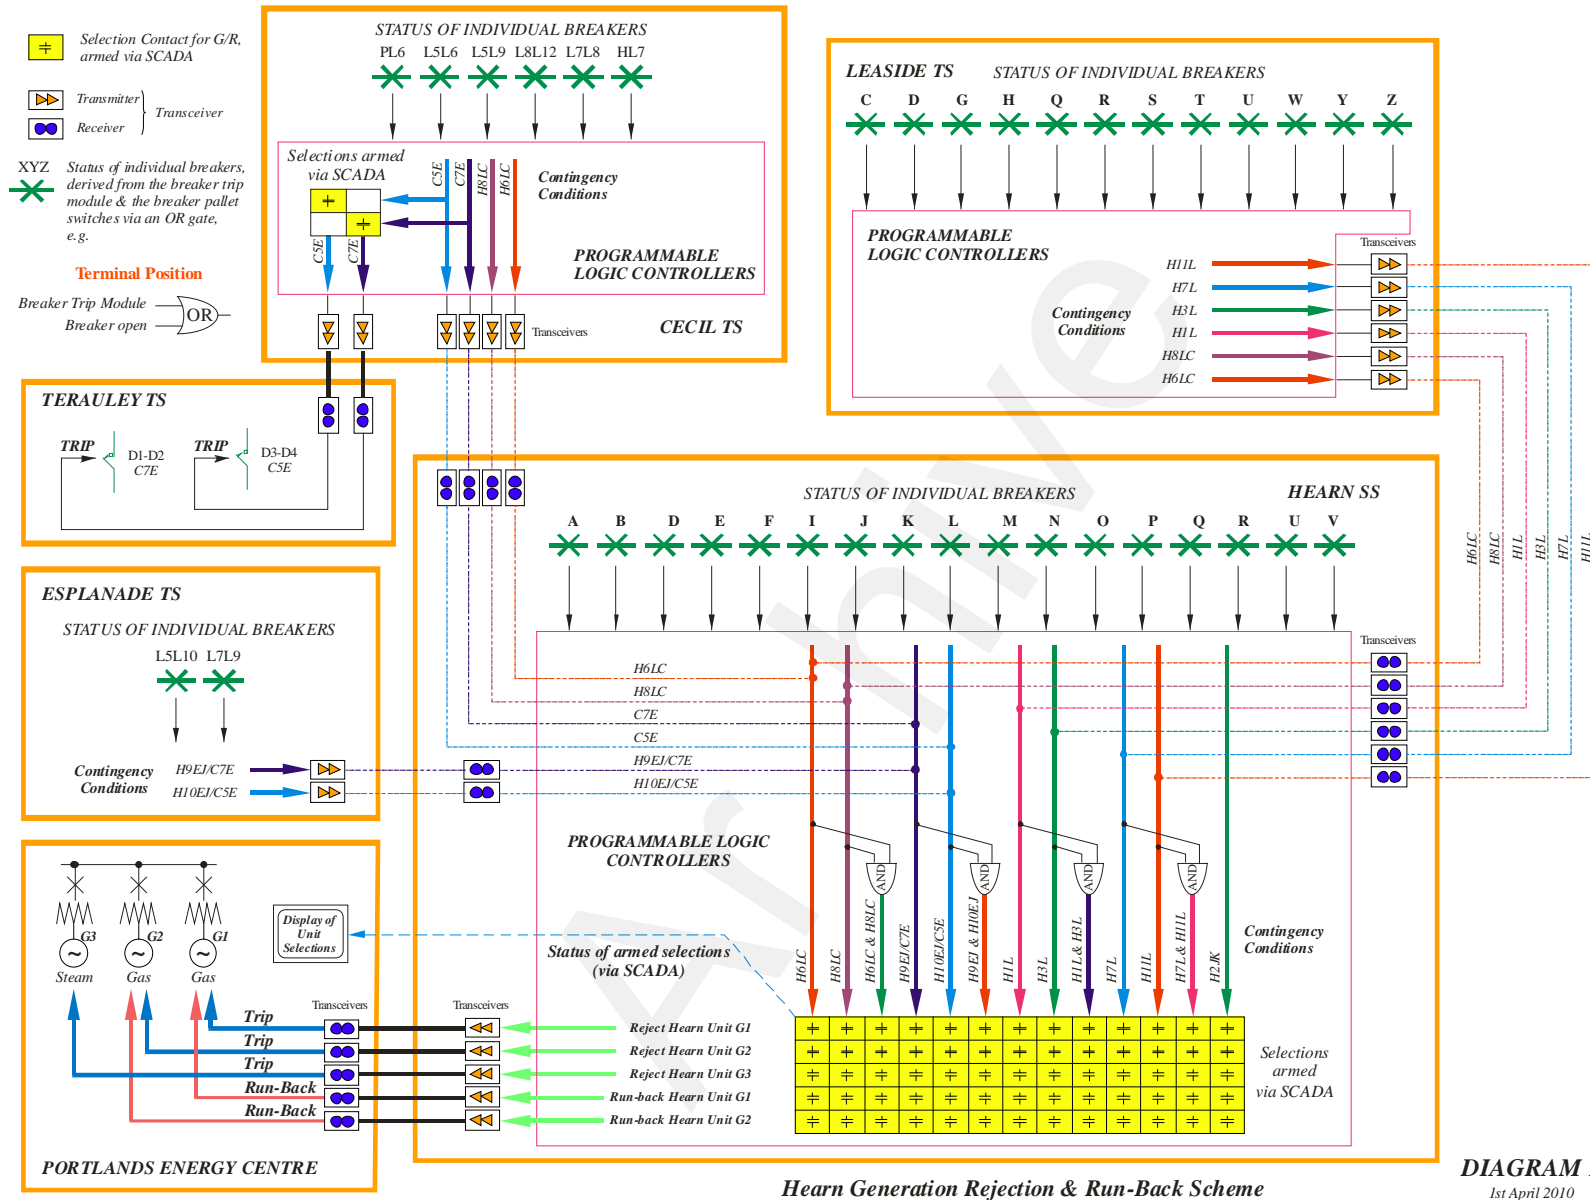 Selection Contact for G/R,
armed via SCADA
Transmitter
Receiver
Transceiver
XYZ
Status of individual breakers,
derived from the breaker trip
module & the breaker pallet
switches via an OR gate,
e.g.
Terminal Position
Breaker Trip Module
Breaker open
OR
STATUS OF INDIVIDUAL BREAKERS
PL6 L5L6 L5L9 L8L12 L7L8 HL7
Selections armed
via SCADA
C5E
C7E
H8LC
H6LC
Contingency
Conditions
C5E
C7E
PROGRAMMABLE
LOGIC CONTROLLERS
Transceivers
CECIL TS
LEASIDE TS STATUS OF INDIVIDUAL BREAKERS
C D G H Q R S T U W Y Z
PROGRAMMABLE
LOGIC CONTROLLERS
Transceivers
H11L
H7L
H3L
H1L
H8LC
H6LC
Contingency
Conditions
TERAULEY TS
TRIP
D1-D2
C7E
TRIP
D3-D4
C5E
STATUS OF INDIVIDUAL BREAKERS
HEARN SS
A B D E F I J K L M N O P Q R U V
H6LC
H8LC
H1L
H3L
H7L
H11L
Transceivers
ESPLANADE TS
STATUS OF INDIVIDUAL BREAKERS
L5L10 L7L9
Contingency
Conditions
H9EJ/C7E
H10EJ/C5E
H6LC
H8LC
C7E
C5E
H9EJ/C7E
H10EJ/C5E
PROGRAMMABLE LOGIC
CONTROLLERS
AND
AND
AND
AND
H6LC
H8LC
H6LC & H8LC
H9EJ/C7E
H10EJ/C5E
H9EJ & H10EJ
H1L
H3L
H1L & H3L
H7L
H11L
H7L & H11L
H2JK
Contingency
Conditions
Status of armed selections
(via SCADA)
G3
G2
G1
Steam
Gas
Gas
Display of
Unit
Selections
Transceivers
Transceivers
Trip
Trip
Trip
Run-Back
Run-Back
Reject Hearn Unit G1
Reject Hearn Unit G2
Reject Hearn Unit G3
Run-back Hearn Unit G1
Run-back Hearn Unit G2
Selections
armed
via SCADA
PORTLANDS ENERGY CENTRE
Hearn Generation Rejection & Run-Back Scheme
DIAGRAM
1st April 2010
Ar hive